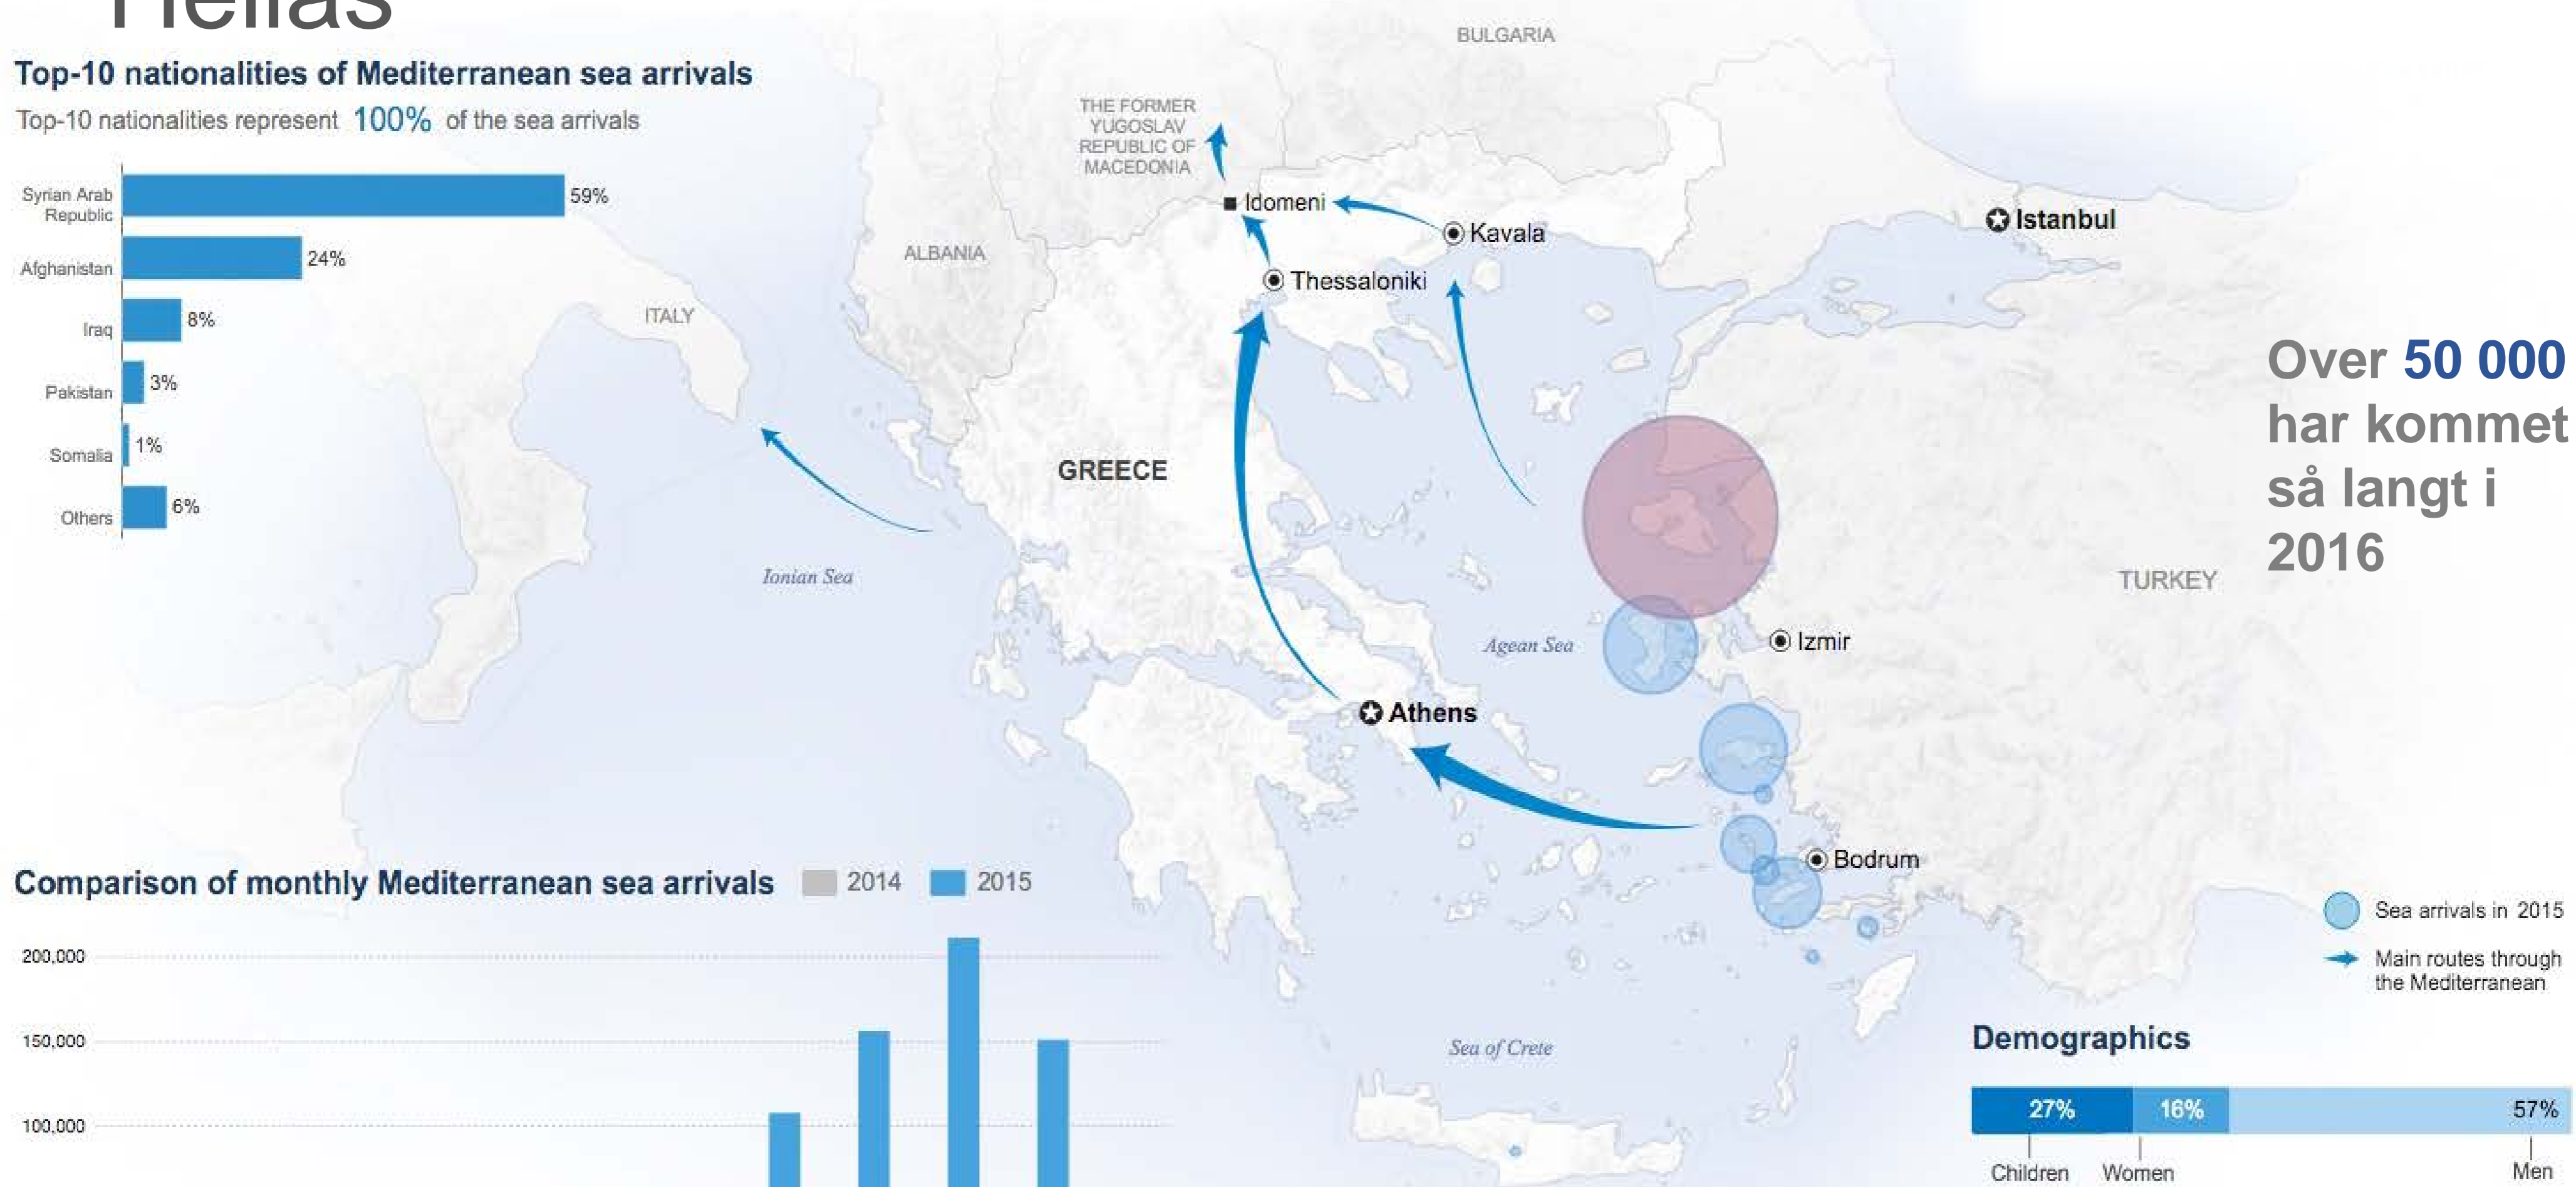 Hellas
Top-10 nationalities of Mediterranean sea arrivals
Top-10 nationalities represent 100% of the sea arrivals
Syrian Arab
Republic
59%
Afghanistan
24%
Iraq
8%
Pakistan
3%
Somalia
1%
Others
6%
BULGARIA
THE FORMER
YUGOSLAV
REPUBLIC OF
MACEDONIA
Idomeni
Kavala
Istanbul
ALBANIA
Thessaloniki
ITALY
GREECE
Ionian Sea
Agean Sea
Izmir
TURKEY
Athens
Bodrum
Sea of Crete
Over 50 000
har kommet
så langt i
2016
Comparison of monthly Mediterranean sea arrivals 2014 2015
200,000
150,000
100,000
Sea arrivals in 2015
Main routes through
the Mediterranean
Demographics
27% 16% 57%
Children Women Men